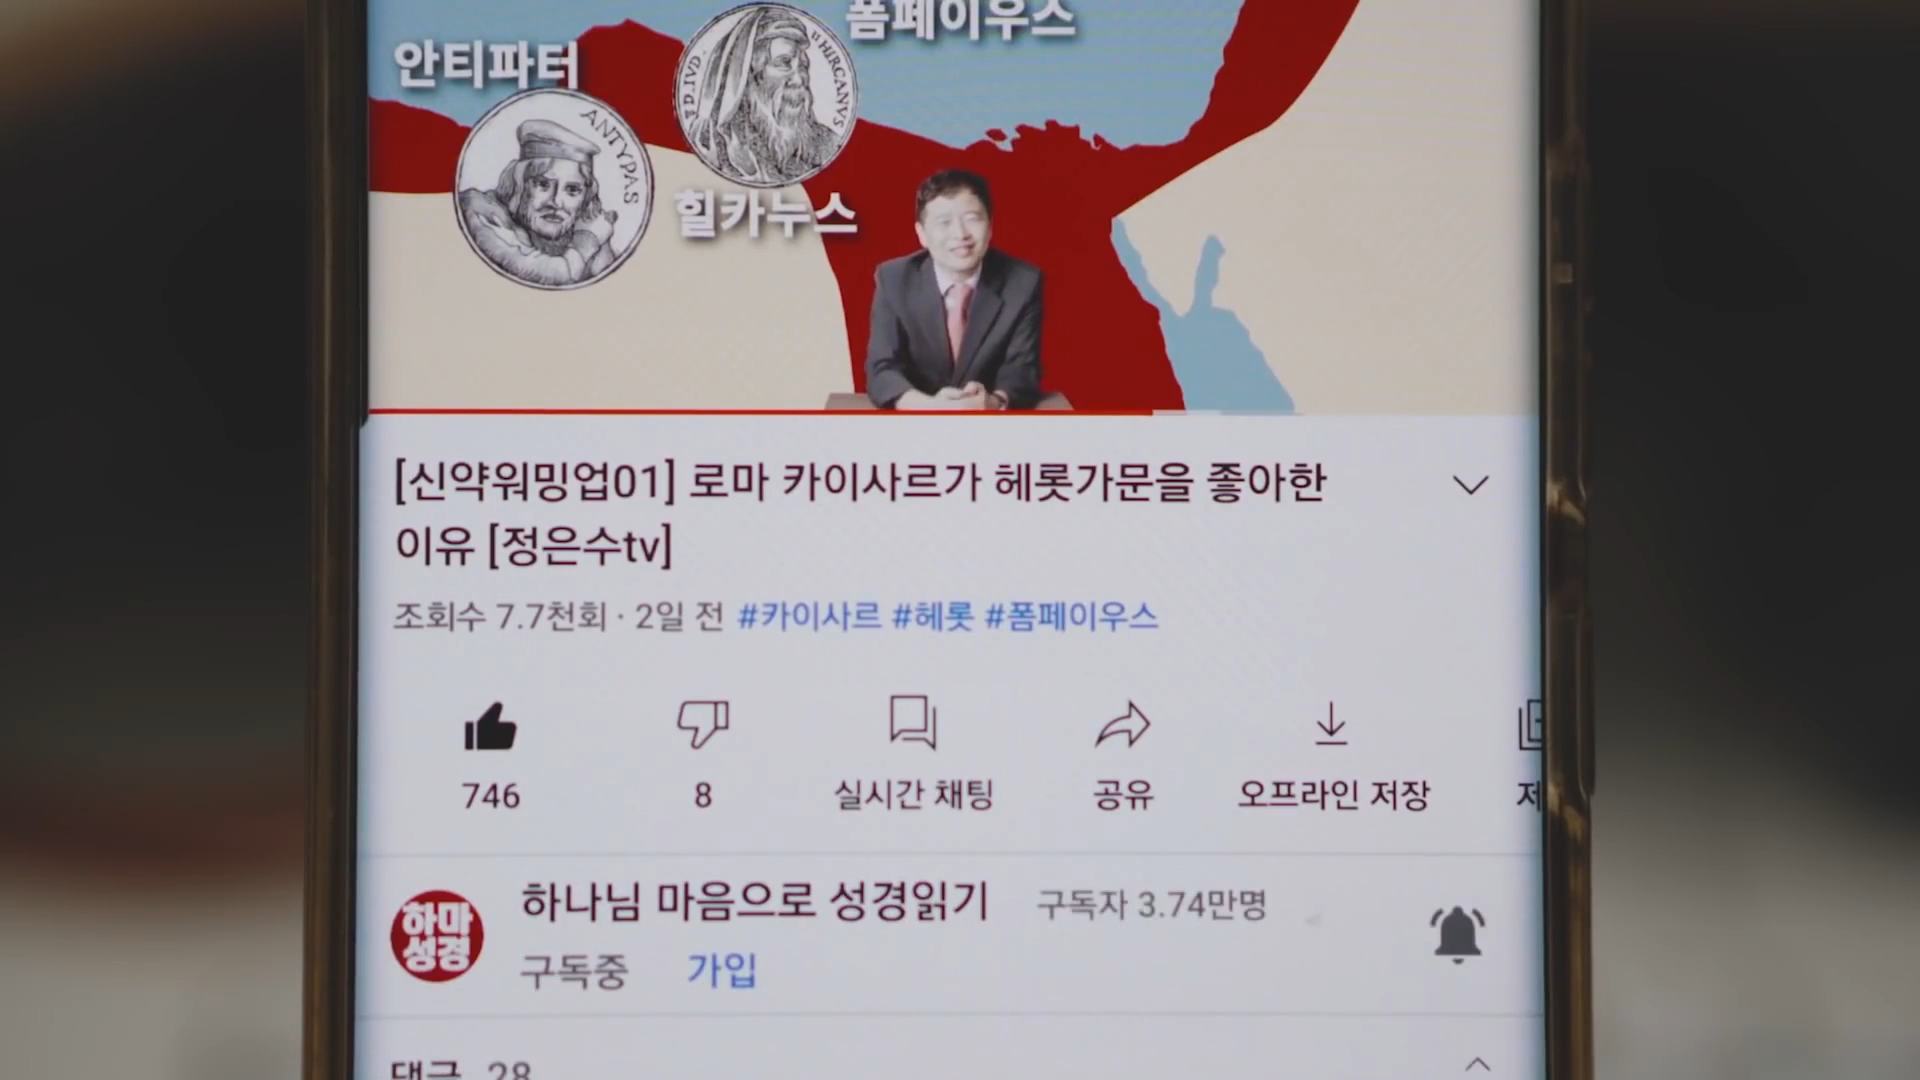 폼페이우스
안티파터
"HIRCANVS
ANTYPAS
힐카누스
[신약워밍업01] 로마 카이사르가 헤롯가문을 좋아한
이유 [정은수tv]
조회수 7.7천회 · 2일 전 #카이사르 #헤롯 #폼페이우스
746
8
실시간 채팅
공유
오프라인 저장
하마
성경
하나님 마음으로 성경읽기 구독자 3.74만명
구독중 가입
댓글 28